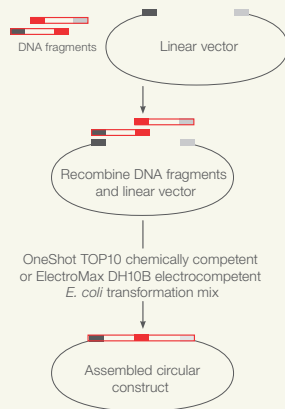 DNA fragments
Linear vector
Recombine DNA fragments
and linear vector
OneShot TOP10 chemically competent
or ElectroMax DH10B electrocompetent
E. coli transformation mix
Assembled circular
construct